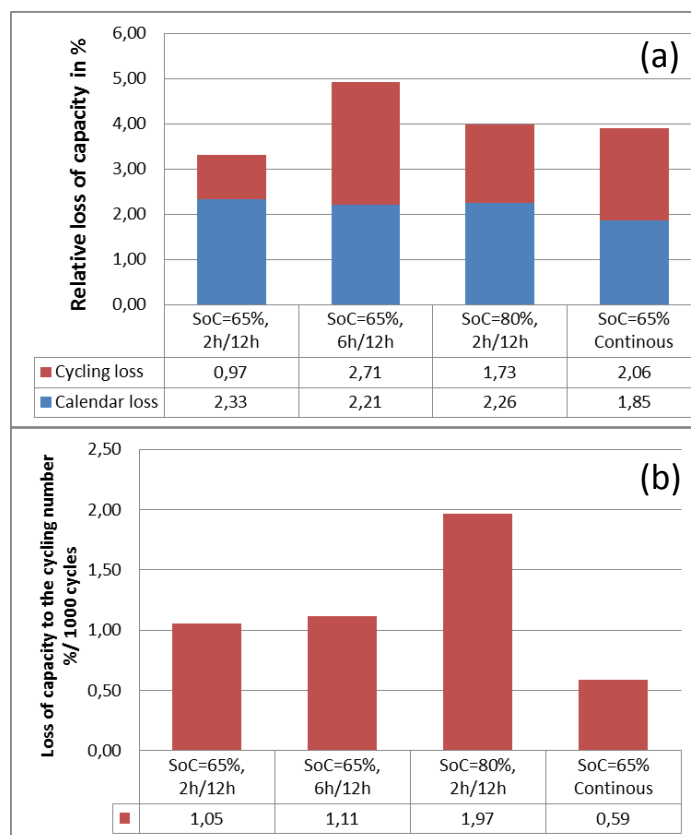 (a)
Relative loss of capacity in %
6,00
5,00
4,00
3,00
2,00
1,00
0,00
SoC=65%, SoC=65%, SoC=80%, SoC=65%
2h/12h 6h/12h 2h/12h Continous
Cycling loss 0,97 2,71 1,73 2,06
Calendar loss 2,33 2,21 2,26 1,85
(b)
Loss of capacity to the cycling number
%/ 1000 cycles
2,50
2,00
1,50
1,00
0,50
0,00
SoC=65%, SoC=65%, SoC=80%, SoC=65%
2h/12h 6h/12h 2h/12h Continous
1,05 1,11 1,97 0,59